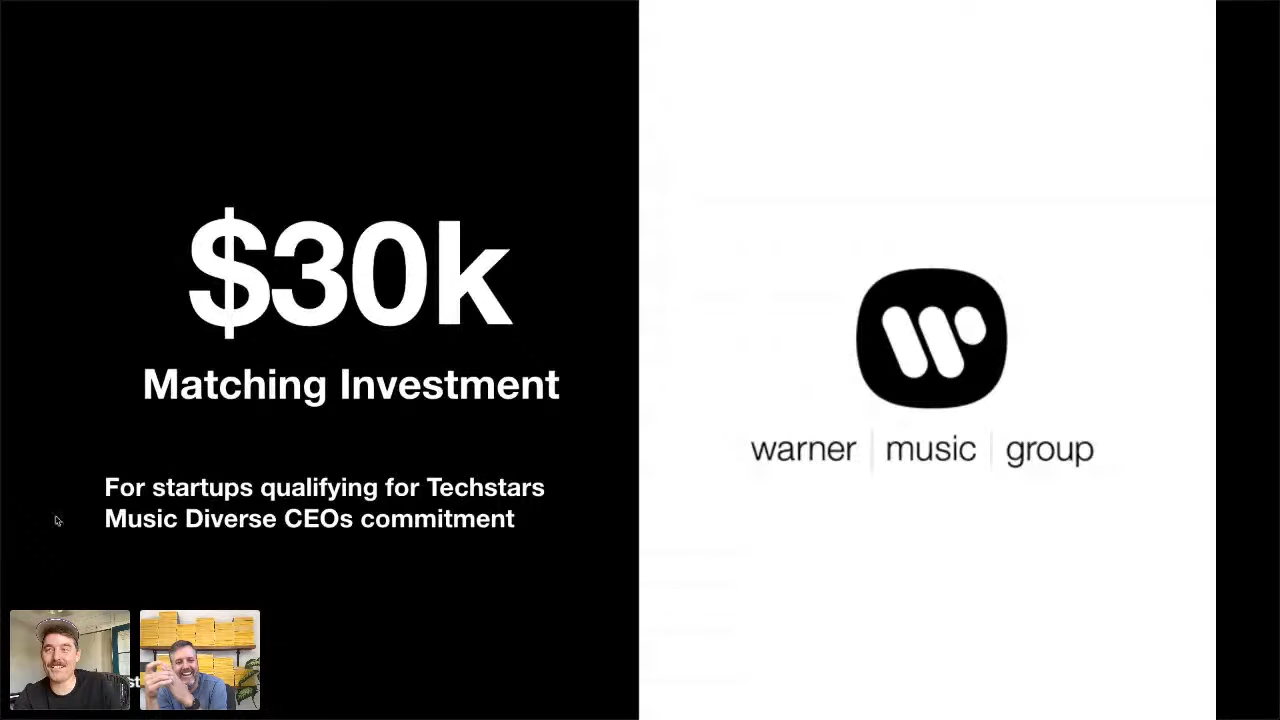 $30k
Matching Investment
For startups qualifying for Techstars
Music Diverse CEOs commitment
warner music group